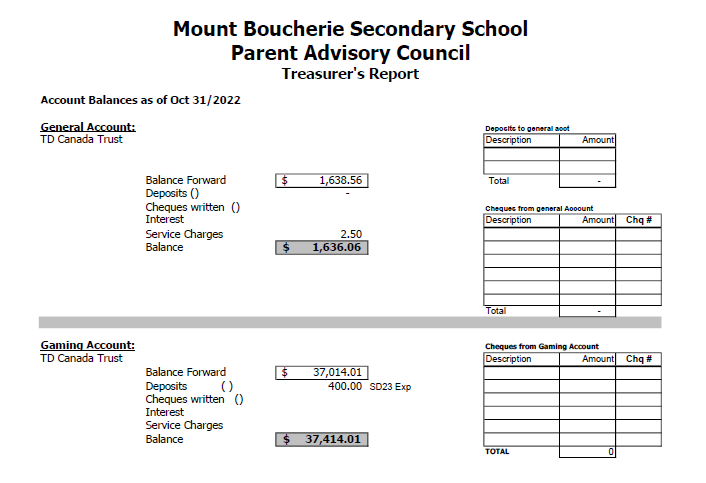 Mount Boucherie Secondary School
Parent Advisory Council
Treasurer's Report
Account Balances as of Oct 31/2022
General Account:
TD Canada Trust
Balance Forward $ 1,638.56
Deposits () -
Cheques written ()
Interest
Service Charges 2.50
Balance $ 1,636.06
Deposits to general acct
Description Amount
Total -
Cheques from general Account
Description Amount Chq #
Total -
Gaming Account:
TD Canada Trust
Balance Forward $ 37,014.01
Deposits ( ) 400.00 SD23 Exp
Cheques written ()
Interest
Service Charges
Balance $ 37,414.01
Cheques from Gaming Account
Description Amount Chq #
TOTAL 0